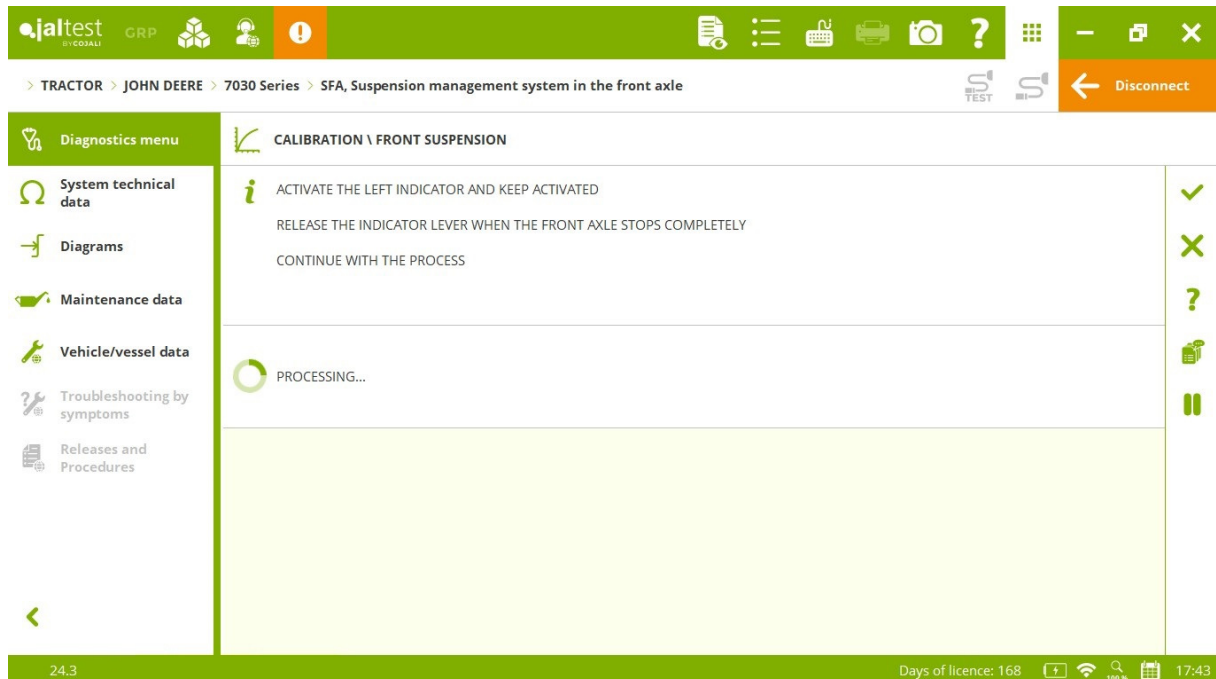 jaltest
BY COJALI
GRP
> TRACTOR > JOHN DEERE > 7030 Series > SFA, Suspension management system in the front axle
TEST
Disconnect
Diagnostics menu
CALIBRATION \ FRONT SUSPENSION
System technical
data
ACTIVATE THE LEFT INDICATOR AND KEEP ACTIVATED
RELEASE THE INDICATOR LEVER WHEN THE FRONT AXLE STOPS COMPLETELY
Diagrams
CONTINUE WITH THE PROCESS
Maintenance data
Vehicle/vessel data
PROCESSING...
Troubleshooting by
symptoms
Releases and
Procedures
24.3
Days of licence: 168
100 %
17:43